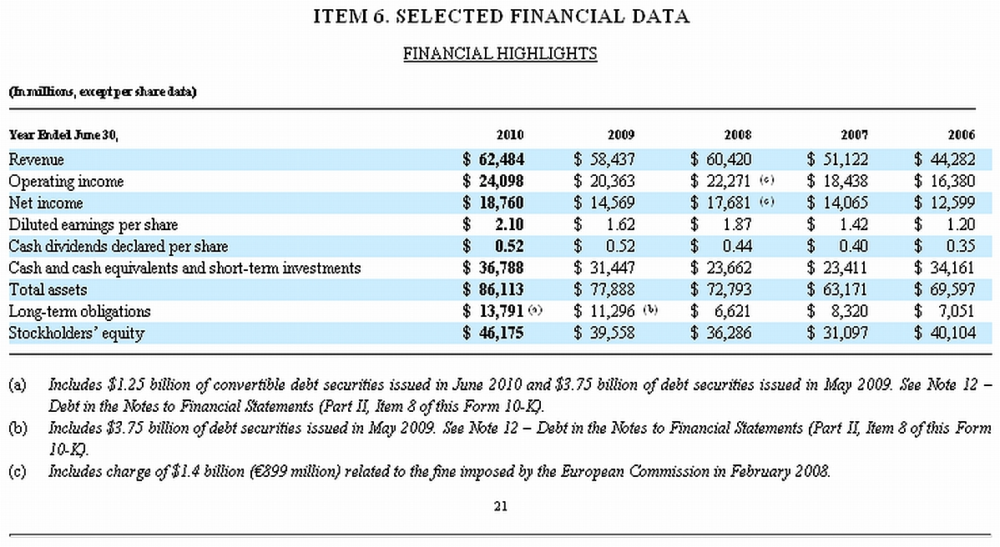 ITEM 6. SELECTED FINANCIAL DATA
FINANCIAL HIGHLIGHTS
(In millions, except per share data)
Year Ended June 30, 2010 2009 2008 2007 2006
Revenue $ 62,484 $ 58,437 $ 60,420 $ 51,122 $ 44,282
Operating income $ 24,098 $ 20,363 $ 22,271 (c) $ 18,438 $ 16,380
Net income $ 18,760 $ 14,569 $ 17,681 (c) $ 14,065 $ 12,599
Diluted earnings per share $ 2.10 $ 1.62 $ 1.87 $ 1.42 $ 1.20
Cash dividends declared per share $ 0.52 $ 0.52 $ 0.44 $ 0.40 $ 0.35
Cash and cash equivalents and short-term investments $ 36,788 $ 31,447 $ 23,662 $ 23,411 $ 34,161
Total assets $ 86,113 $ 77,888 $ 72,793 $ 63,171 $ 69,597
Long-term obligations $ 13,791 (a) $ 11,296 (b) $ 6,621 $ 8,320 $ 7,051
Stockholders’ equity $ 46,175 $ 39,558 $ 36,286 $ 31,097 $ 40,104
(a) Includes $1.25 billion of convertible debt securities issued in June 2010 and $3.75 billion of debt securities issued in May 2009. See Note 12 –
Debt in the Notes to Financial Statements (Part II, Item 8 of this Form 10-K).
(b) Includes $3.75 billion of debt securities issued in May 2009. See Note 12 – Debt in the Notes to Financial Statements (Part II, Item 8 of this Form
10-K).
(c) Includes charge of $1.4 billion (€899 million) related to the fine imposed by the European Commission in February 2008.
21